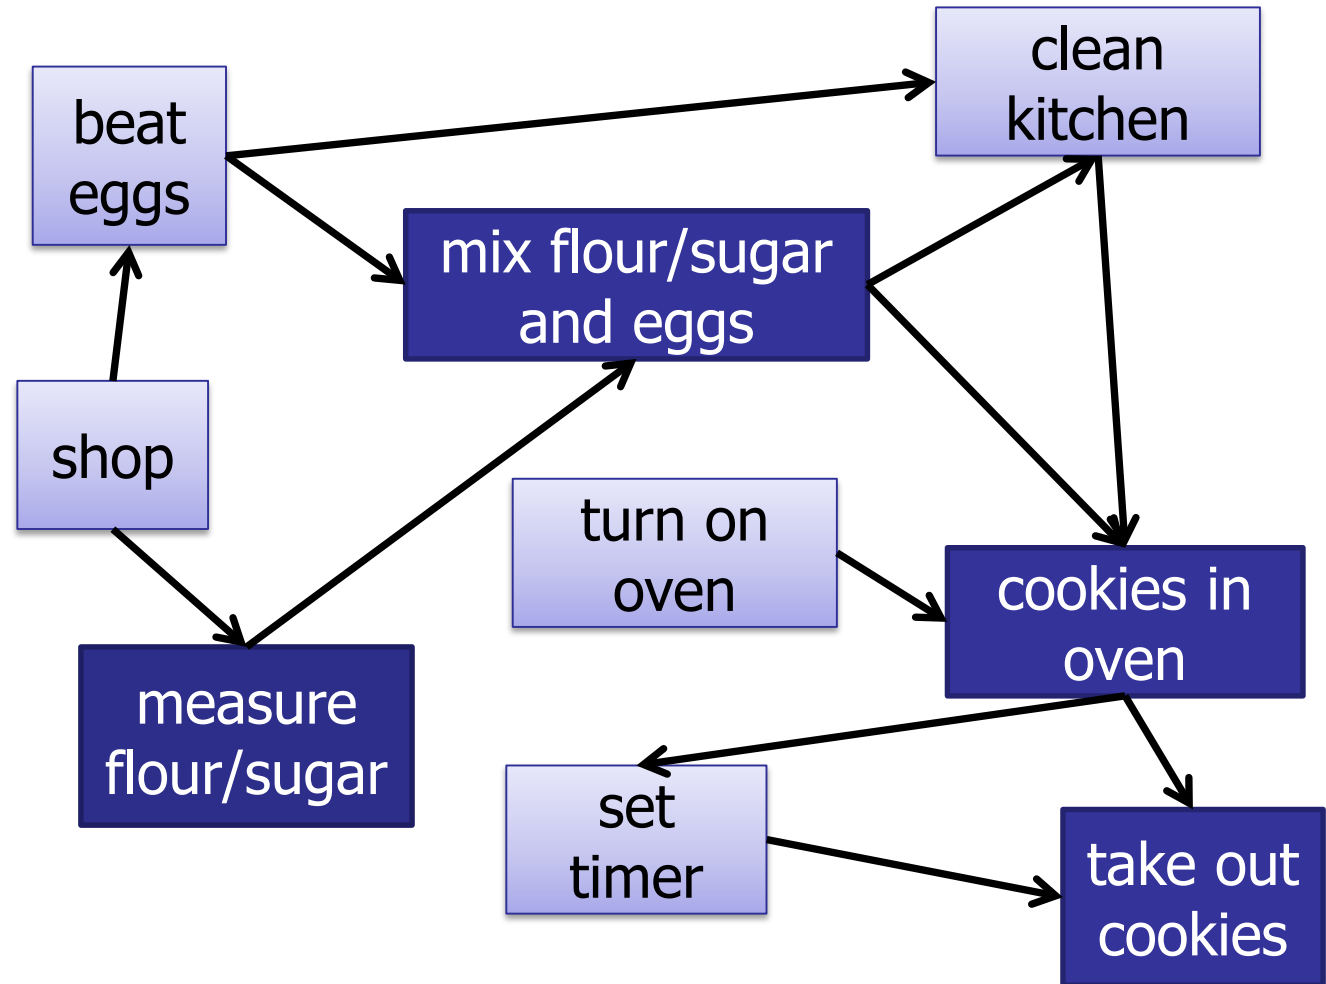 clean
kitchen
beat
eggs
mix flour/sugar
and eggs
shop
turn on
oven
cookies in
oven
measure
flour/sugar
set
timer
take out
cookies